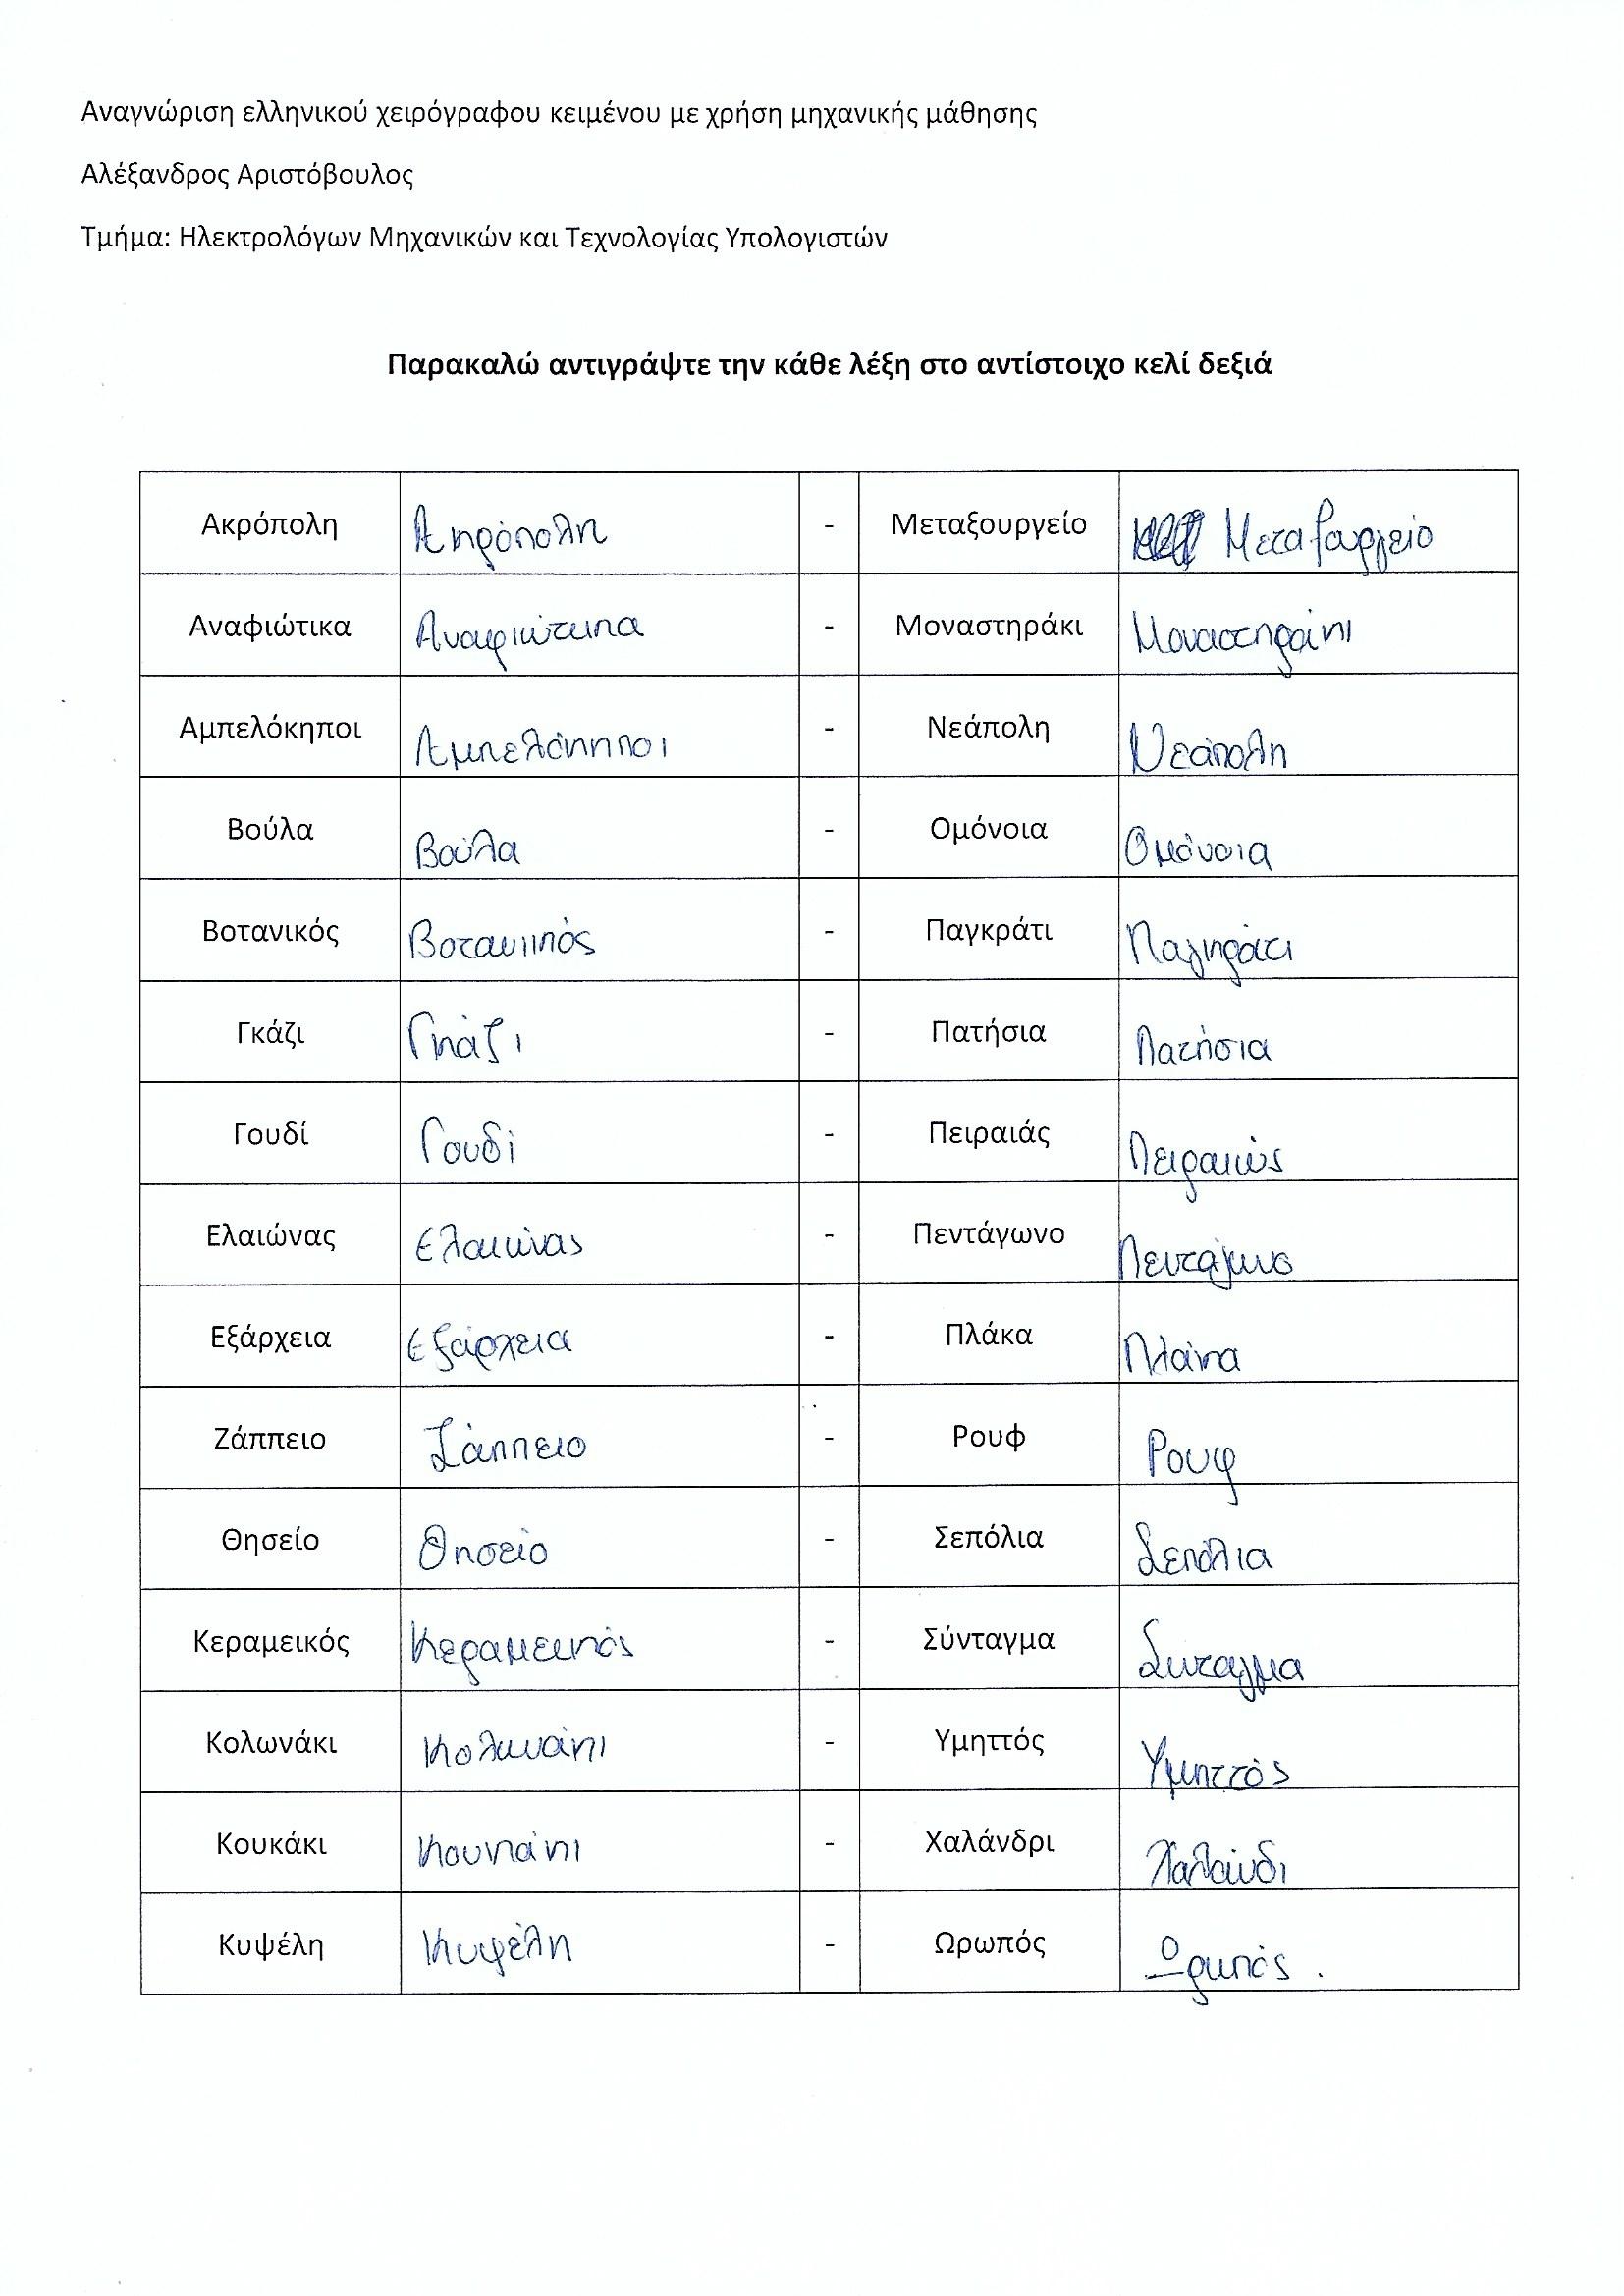 Αναγνώριση ελληνικού χειρόγραφου κειμένου με χρήση μηχανικής μάθησης
Αλέξανδρος Αριστόβουλος
Τμήμα: Ηλεκτρολόγων Μηχανικών και Τεχνολογίας Υπολογιστών
Παρακαλώ αντιγράψτε την κάθε λέξη στο αντίστοιχο κελί δεξιά
Ακρόπολη Ακρόπολη - Μεταξουργείο Μεταξουργείο
Αναφιώτικα Αναφιώτικα - Μοναστηράκι Μοναστηράκι
Αμπελόκηποι Αμπελόκηποι - Νεάπολη Νεάπολη
Βούλα Βούλα - Ομόνοια Ομόνοια
Βοτανικός Βοτανικός - Παγκράτι Παγκράτι
Γκάζι Γκάζι - Πατήσια Πατήσια
Γουδί Γουδί - Πειραιάς Πειραιώς
Ελαιώνας Ελαιώνας - Πεντάγωνο Πεντάγωνο
Εξάρχεια Εξάρχεια - Πλάκα Πλάκα
Ζάππειο Ζάππειο - Ρουφ Ρουφ
Θησείο Θησείο - Σεπόλια Σεπόλια
Κεραμεικός Κεραμεικός - Σύνταγμα Συνταγμα
Κολωνάκι Κολωνάκι - Υμηττός Υμηττός
Κουκάκι Κουκάκι - Χαλάνδρι Χαλάνδι
Κυψέλη Κυψέλη - Ωρωπός Ωρωπός .